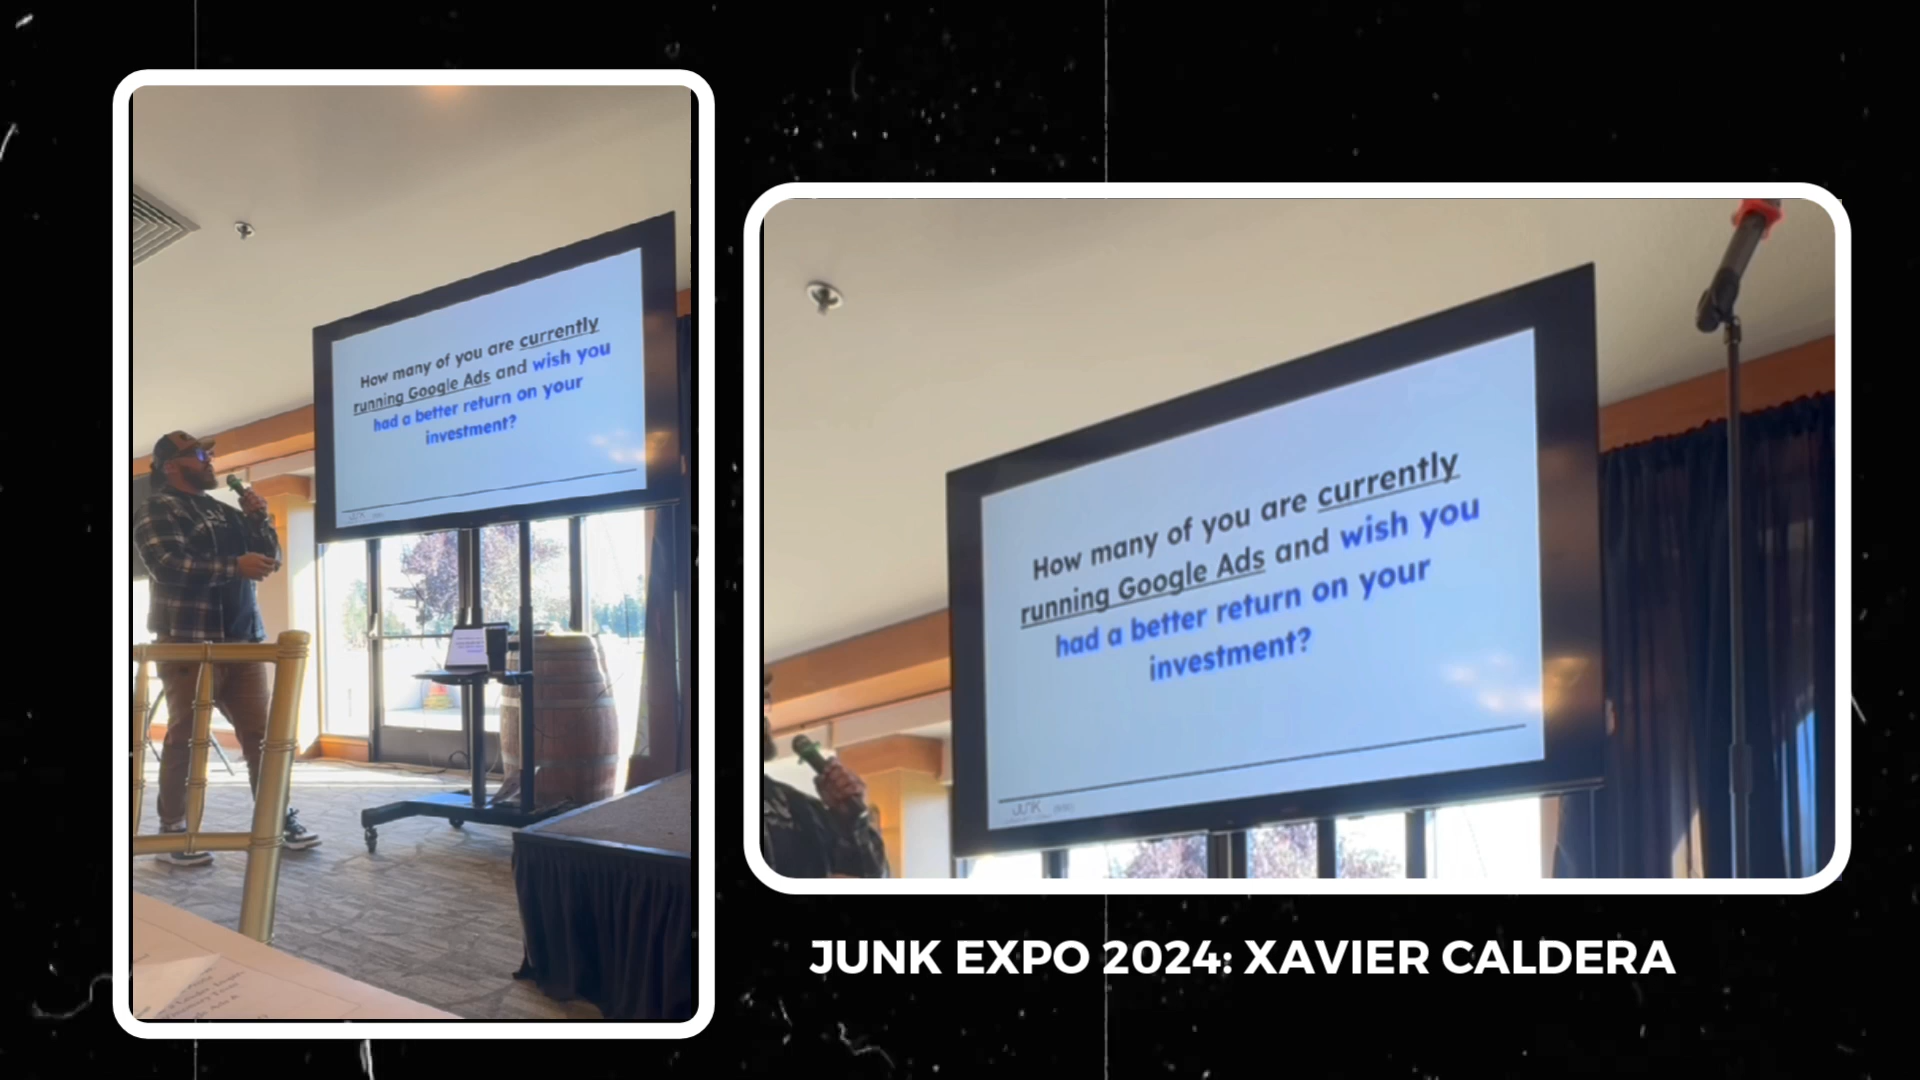 How many of you are currently
running Google Ads and wish you
had a better return on your
investment?
JUNK
How many of you are currently
running Google Ads and wish you
had a better return on your
investment?
JUNK
JUNK EXPO 2024: XAVIER CALDERA